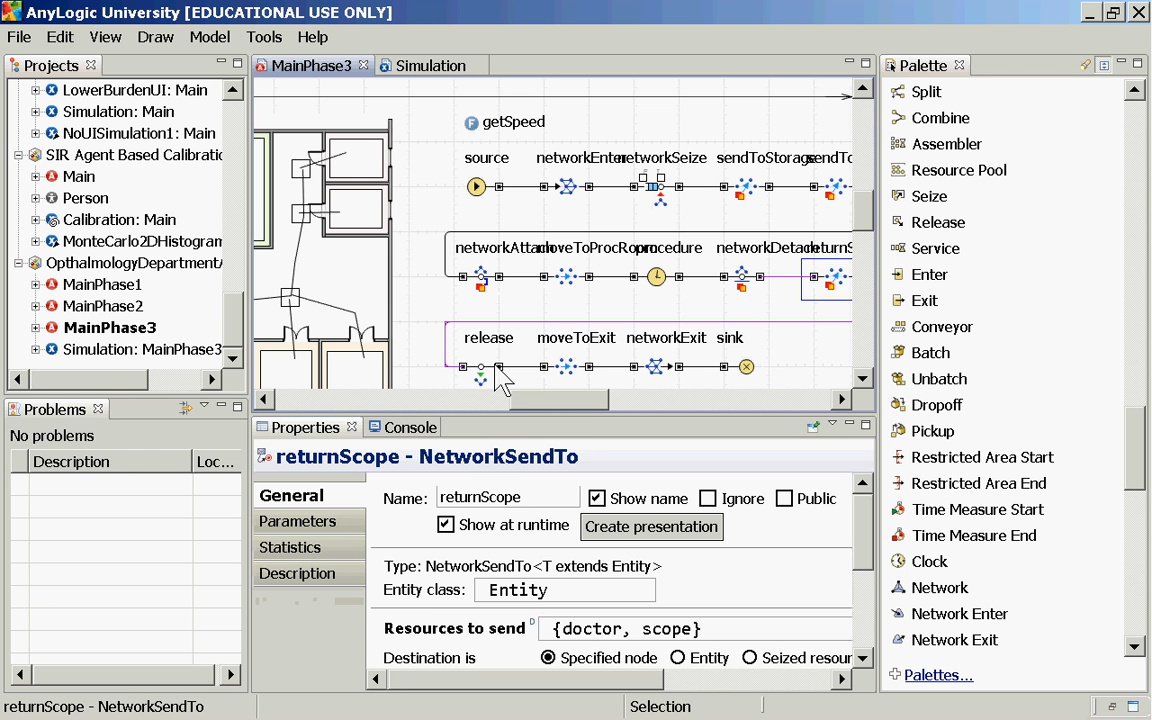 AnyLogic University [EDUCATIONAL USE ONLY]
File Edit View Draw Model Tools Help
Projects
LowerBurdenUI: Main
Simulation: Main
NoUISimulation1: Main
SIR Agent Based Calibratic
Main
Person
Calibration: Main
MonteCarlo2DHistogram
OpthalmologyDepartmentA
MainPhase1
MainPhase2
MainPhase3
Simulation: MainPhase3
Problems
No problems
Description Loc...
MainPhase3 Simulation
getSpeed
source networkEnter networkSeize sendToStorage sendTo
networkAttach moveToProcRoom procedure networkDetach returnS
release moveToExit networkExit sink
Properties Console
returnScope - NetworkSendTo
General
Parameters
Statistics
Description
Name: returnScope Show name Ignore Public
Show at runtime Create presentation
Type: NetworkSendTo<T extends Entity>
Entity class: Entity
Resources to send D {doctor, scope}
Destination is Specified node Entity Seized resour
Palette
Split
Combine
Assembler
Resource Pool
Seize
Release
Service
Enter
Exit
Conveyor
Batch
Unbatch
Dropoff
Pickup
Restricted Area Start
Restricted Area End
Time Measure Start
Time Measure End
Clock
Network
Network Enter
Network Exit
Palettes...
returnScope - NetworkSendTo Selection